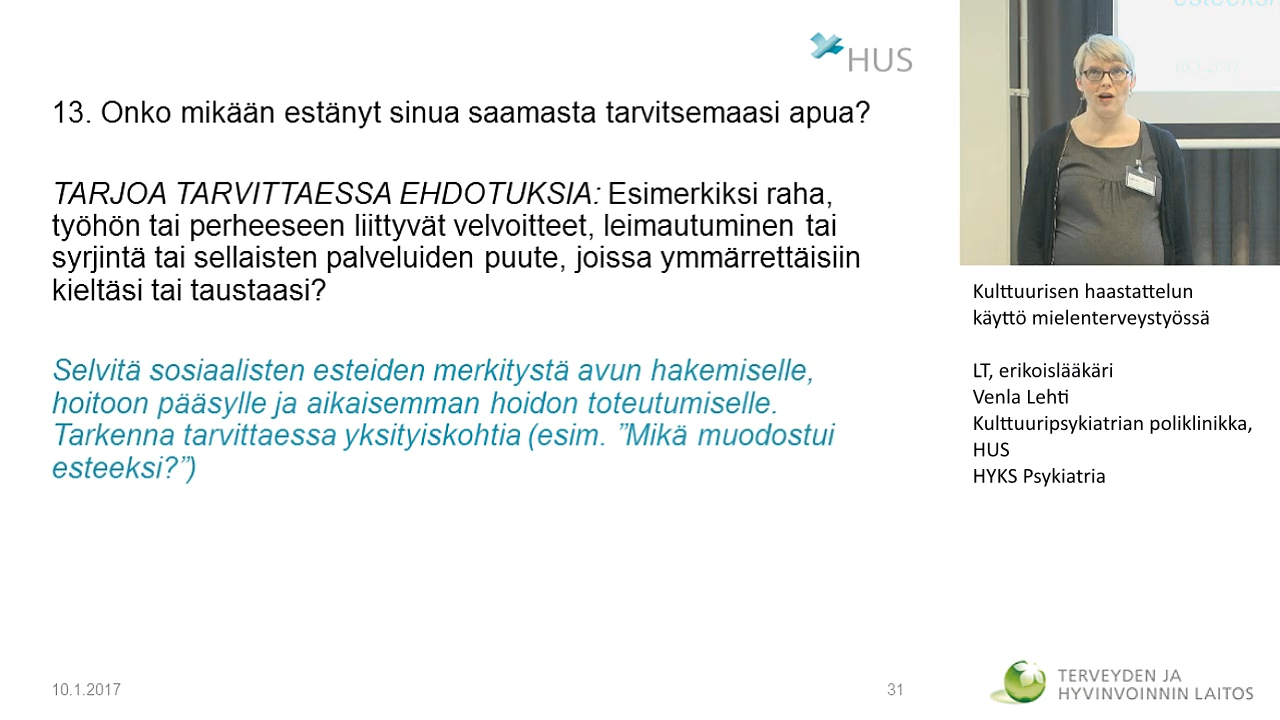 HUS
13. Onko mikään estänyt sinua saamasta tarvitsemaasi apua?
TARJOA TARVITTAESSA EHDOTUKSIA: Esimerkiksi raha,
työhön tai perheeseen liittyvät velvoitteet, leimautuminen tai
syrjintä tai sellaisten palveluiden puute, joissa ymmärrettäisiin
kieltäsi tai taustaasi?
Selvitä sosiaalisten esteiden merkitystä avun hakemiselle,
hoitoon pääsylle ja aikaisemman hoidon toteutumiselle.
Tarkenna tarvittaessa yksityiskohtia (esim. ”Mikä muodostui
esteeksi?”)
10.1.2017
31
10.1.2017
Kulttuurisen haastattelun
käyttö mielenterveystyössä
LT, erikoislääkäri
Venla Lehti
Kulttuuripsykiatrian poliklinikka,
HUS
HYKS Psykiatria
TERVEYDEN JA
HYVINVOINNIN LAITOS